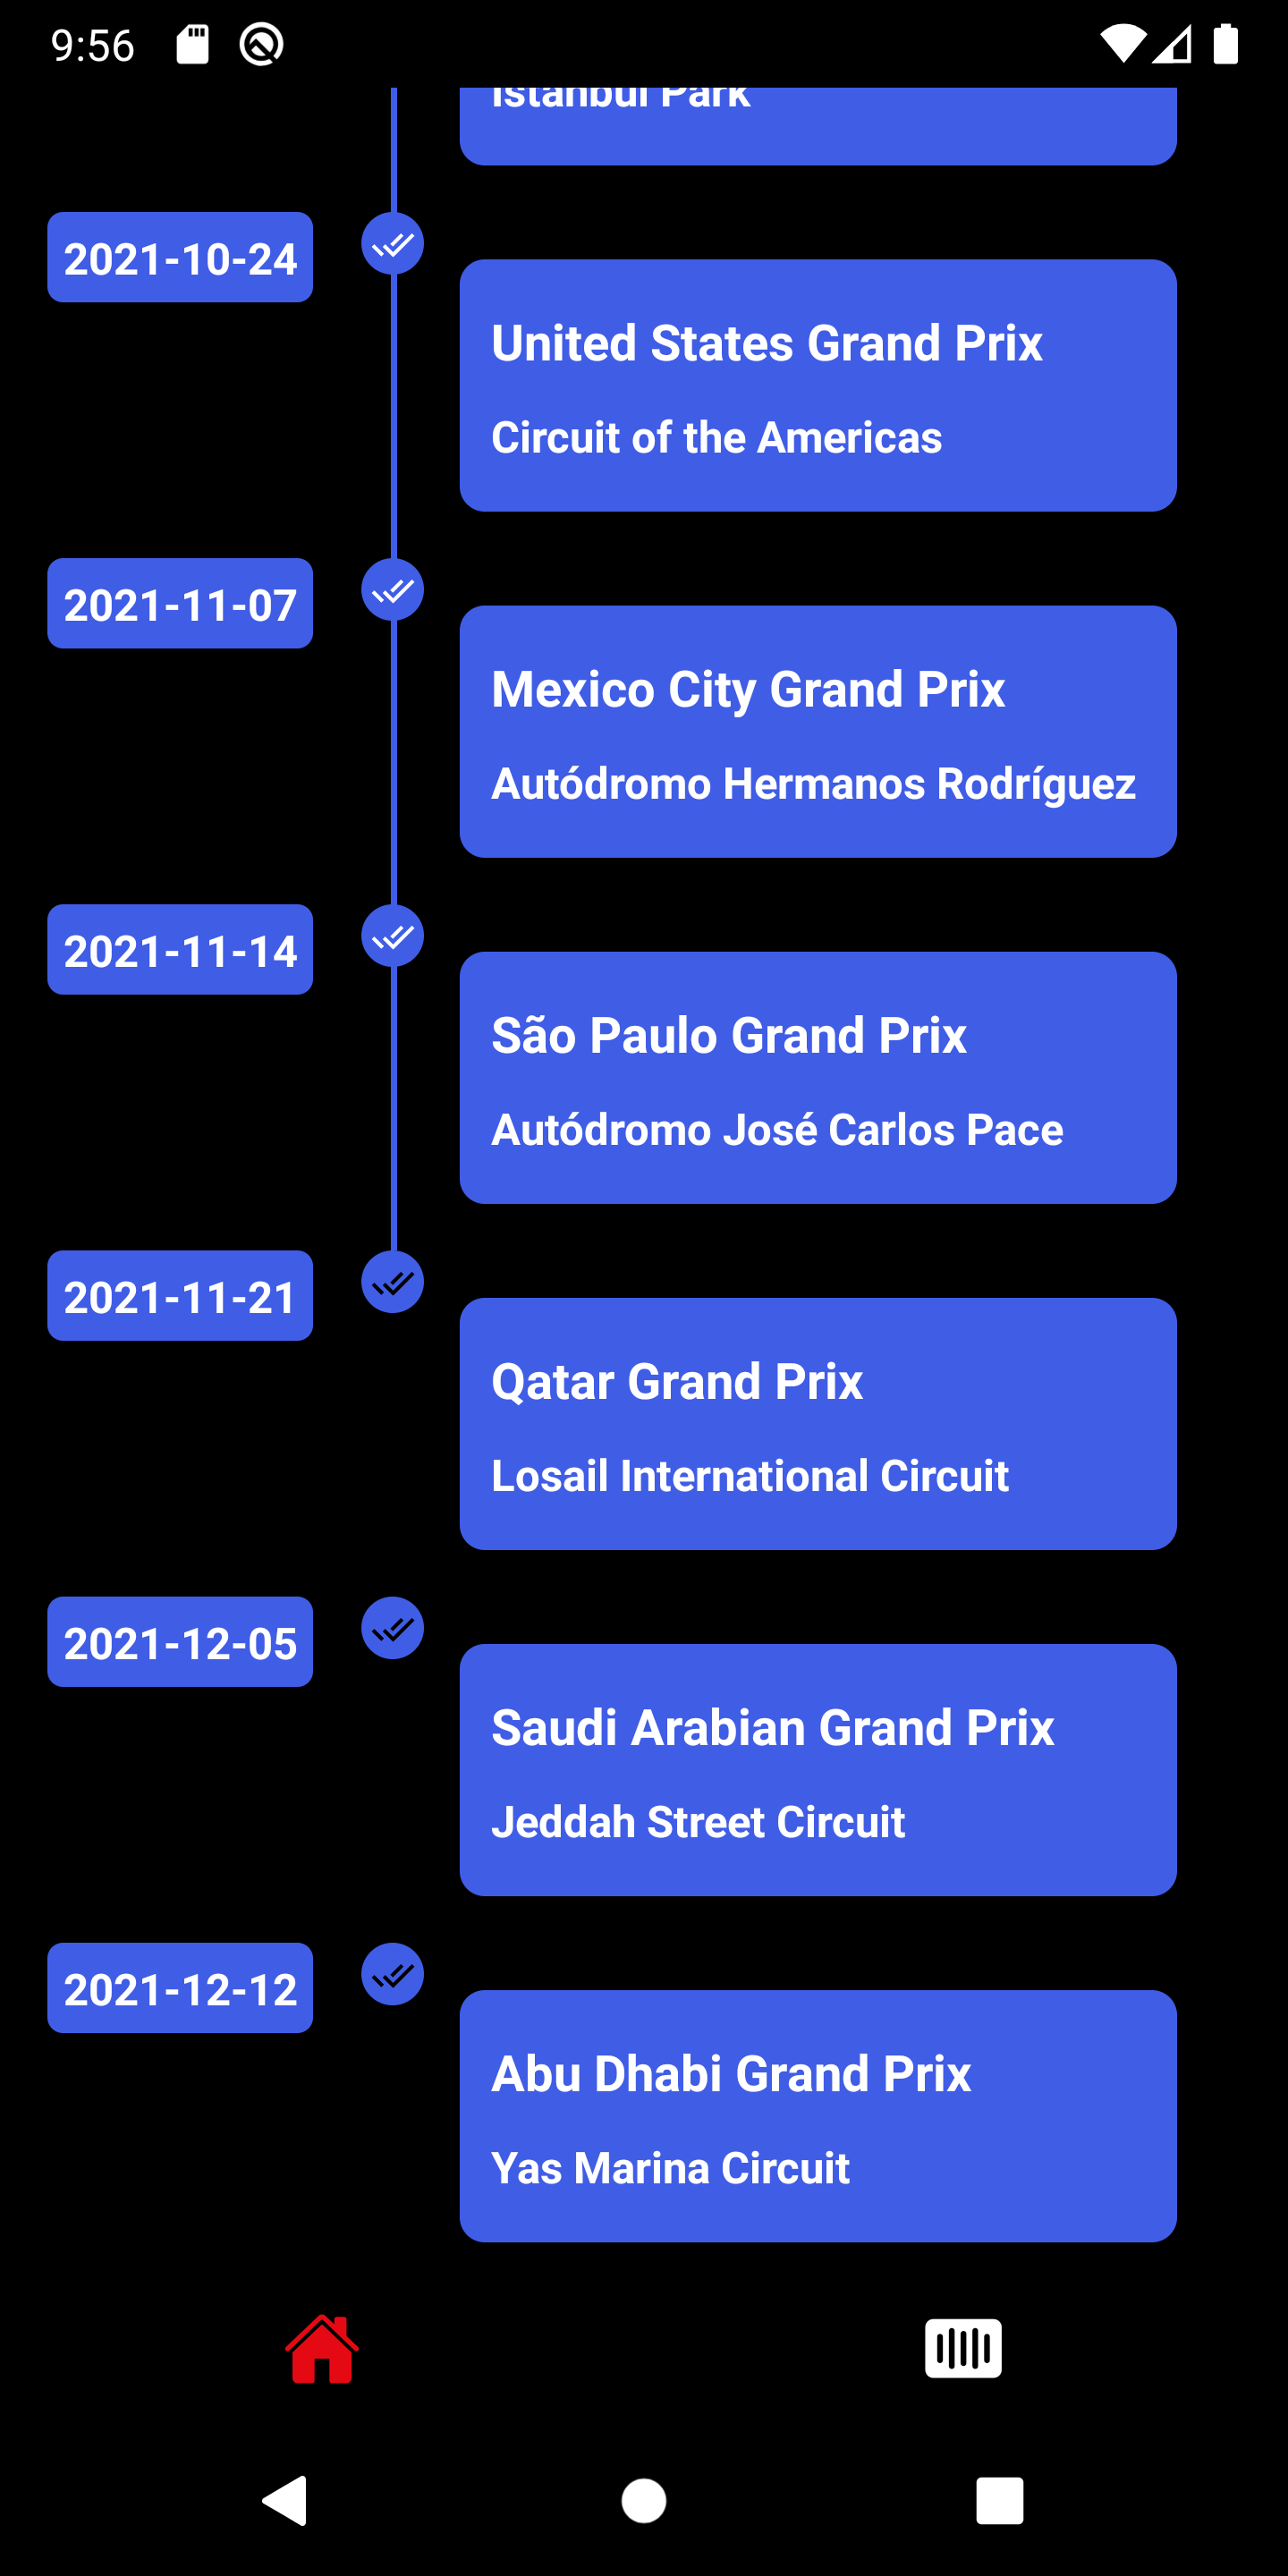 9:56
Istanbul Park
2021-10-24
United States Grand Prix
Circuit of the Americas
2021-11-07
Mexico City Grand Prix
Autódromo Hermanos Rodríguez
2021-11-14
São Paulo Grand Prix
Autódromo José Carlos Pace
2021-11-21
Qatar Grand Prix
Losail International Circuit
2021-12-05
Saudi Arabian Grand Prix
Jeddah Street Circuit
2021-12-12
Abu Dhabi Grand Prix
Yas Marina Circuit